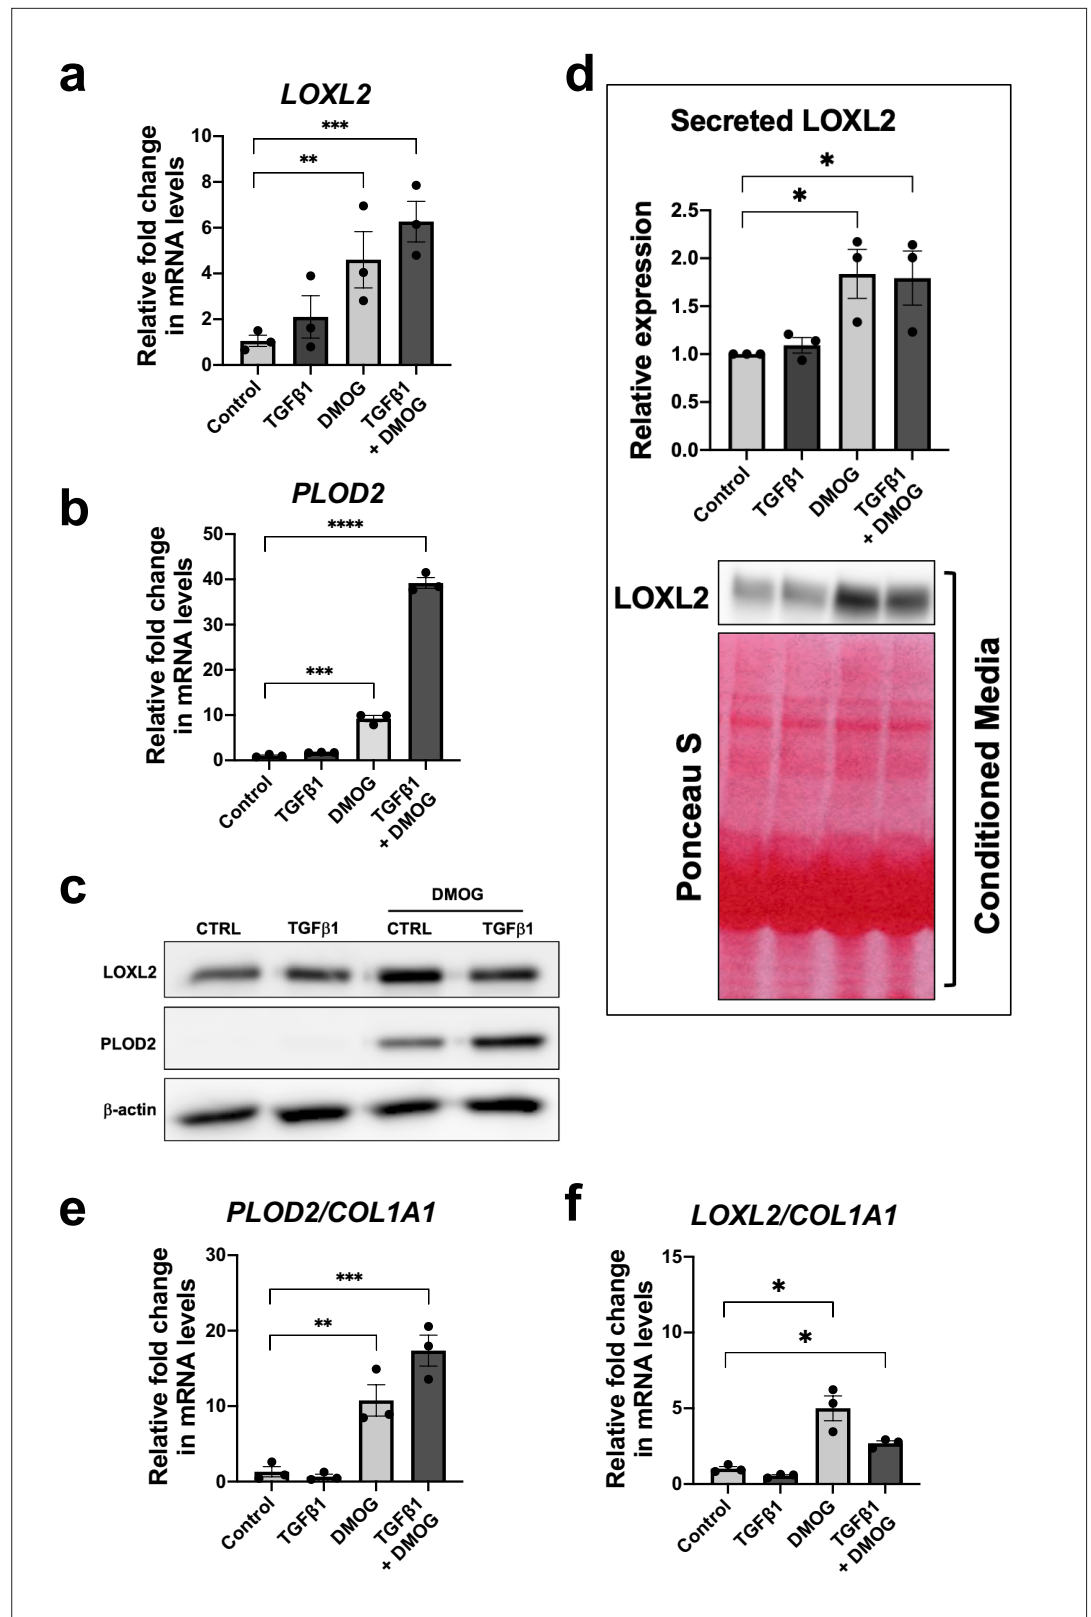 a
LOXL2
Relative fold change
in mRNA levels
10
8
6
4
2
0
***
**
Control
TGFβ1
DMOG
TGFβ1
+ DMOG
b
PLOD2
Relative fold change
in mRNA levels
50
40
30
20
10
0
****
***
Control
TGFβ1
DMOG
TGFβ1
+ DMOG
c
DMOG
CTRL TGFβ1 CTRL TGFβ1
LOXL2
PLOD2
β-actin
d
Secreted LOXL2
Relative expression
2.5
2.0
1.5
1.0
0.5
0.0
*
*
Control
TGFβ1
DMOG
TGFβ1
+ DMOG
LOXL2
Ponceau S
Conditioned Media
e
PLOD2/COL1A1
Relative fold change
in mRNA levels
30
20
10
0
***
**
Control
TGFβ1
DMOG
TGFβ1
+ DMOG
f
LOXL2/COL1A1
Relative fold change
in mRNA levels
15
10
5
0
*
*
Control
TGFβ1
DMOG
TGFβ1
+ DMOG